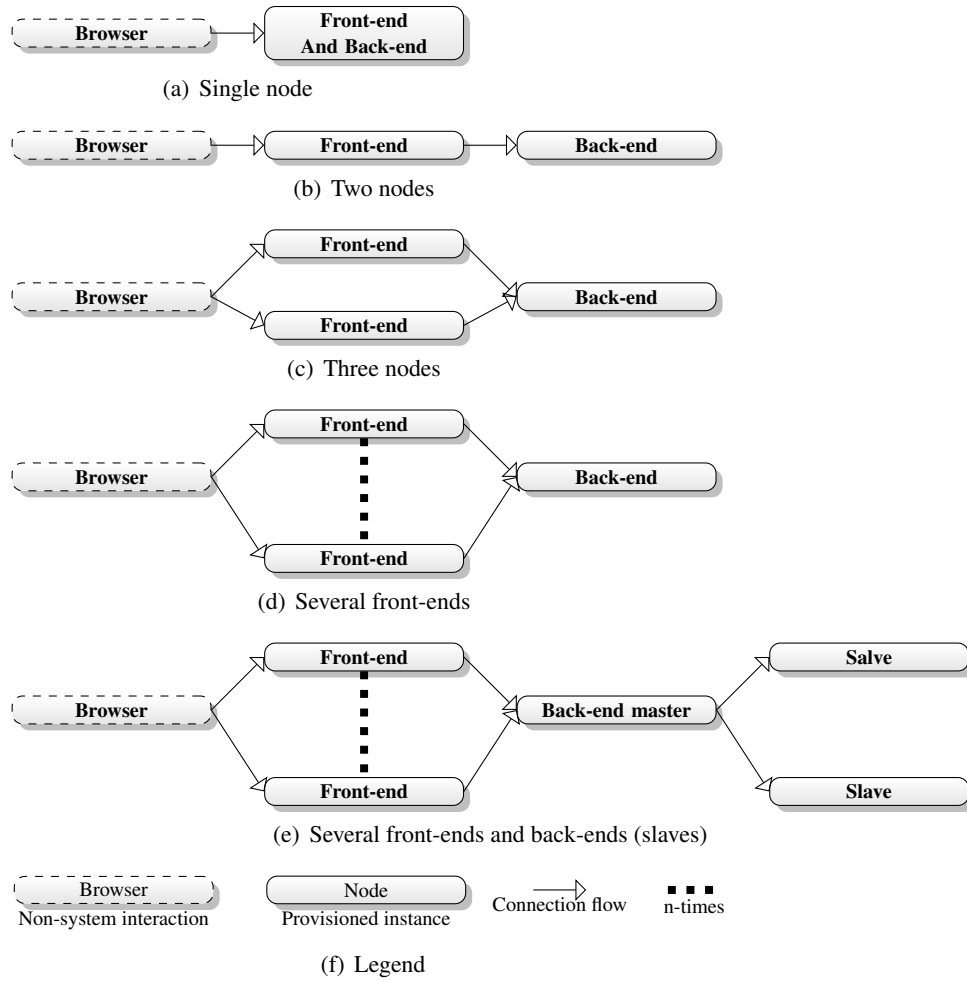 Browser
Front-end
And Back-end
(a) Single node
Browser
Front-end
Back-end
(b) Two nodes
Front-end
Browser
Back-end
Front-end
(c) Three nodes
Front-end
Browser
Back-end
Front-end
(d) Several front-ends
Front-end
Salve
Browser
Back-end master
Front-end
Slave
(e) Several front-ends and back-ends (slaves)
Browser
Non-system interaction
Node
Provisioned instance
Connection flow
n-times
(f) Legend